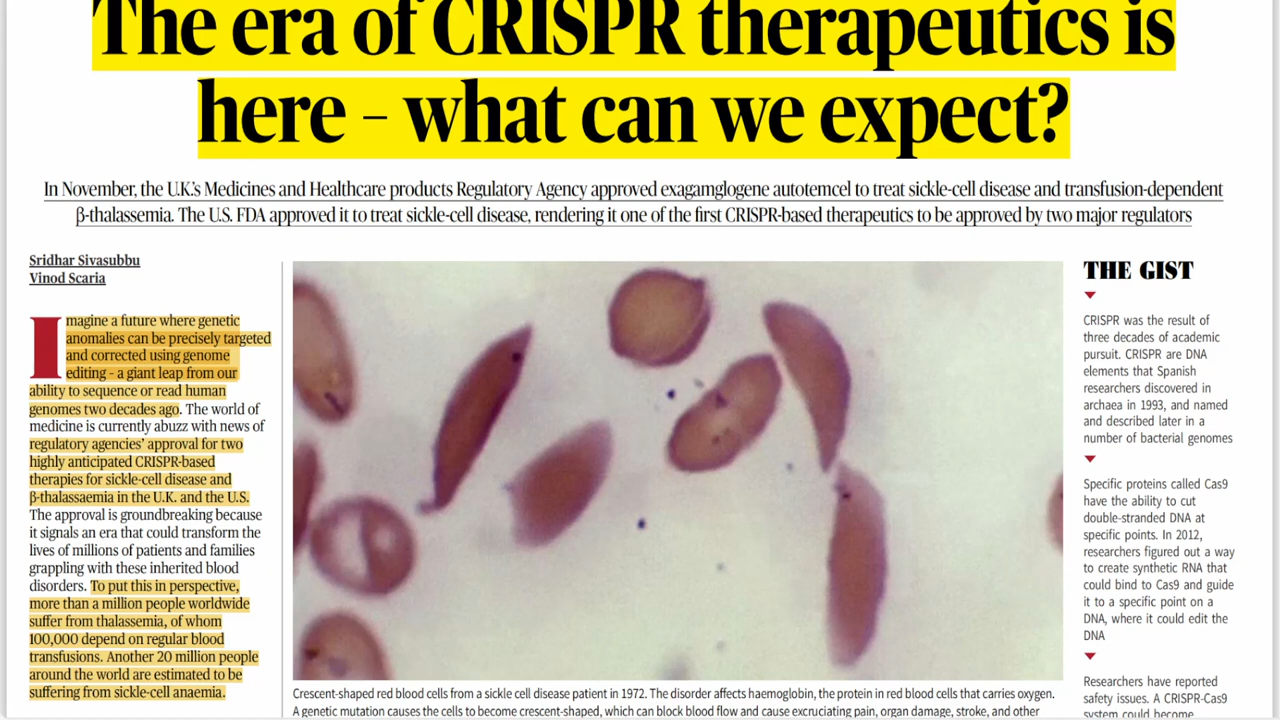 The era of CRISPR therapeutics is
here – what can we expect?
In November, the U.K.'s Medicines and Healthcare products Regulatory Agency approved exagamglogene autotemcel to treat sickle-cell disease and transfusion-dependent
β-thalassemia. The U.S. FDA approved it to treat sickle-cell disease, rendering it one of the first CRISPR-based therapeutics to be approved by two major regulators
Sridhar Sivasubbu
Vinod Scaria
Imagine a future where genetic
anomalies can be precisely targeted
and corrected using genome
editing – a giant leap from our
ability to sequence or read human
genomes two decades ago. The world of
medicine is currently abuzz with news of
regulatory agencies' approval for two
highly anticipated CRISPR-based
therapies for sickle-cell disease and
β-thalassaemia in the U.K. and the U.S.
The approval is groundbreaking because
it signals an era that could transform the
lives of millions of patients and families
grappling with these inherited blood
disorders. To put this in perspective,
more than a million people worldwide
suffer from thalassemia, of whom
100,000 depend on regular blood
transfusions. Another 20 million people
around the world are estimated to be
suffering from sickle-cell anaemia.
Crescent-shaped red blood cells from a sickle cell disease patient in 1972. The disorder affects haemoglobin, the protein in red blood cells that carries oxygen.
A genetic mutation causes the cells to become crescent-shaped, which can block blood flow and cause excruciating pain, organ damage, stroke, and other
THE GIST
CRISPR was the result of
three decades of academic
pursuit. CRISPR are DNA
elements that Spanish
researchers discovered in
archaea in 1993, and named
and described later in a
number of bacterial genomes
Specific proteins called Cas9
have the ability to cut
double-stranded DNA at
specific points. In 2012,
researchers figured out a way
to create synthetic RNA that
could bind to Cas9 and guide
it to a specific point on a
DNA, where it could edit the
DNA
Researchers have reported
safety issues. A CRISPR-Cas9
system could become